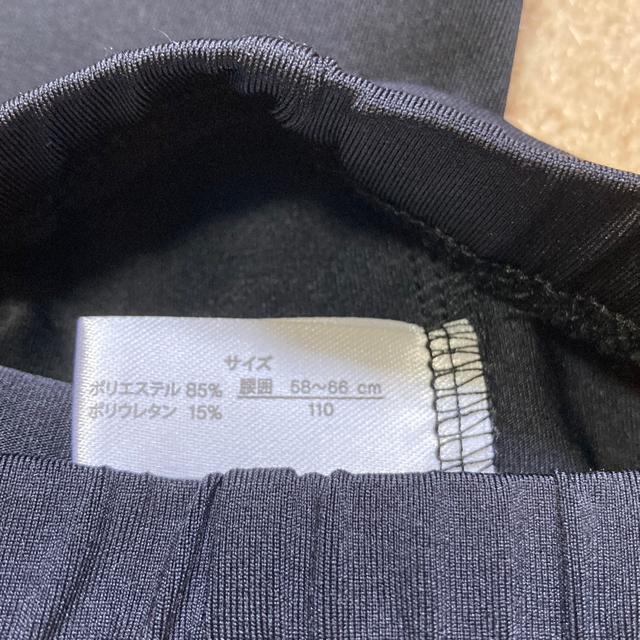 サイズ
ポリエステル 85%
ポリウレタン 15%
腰囲 58〜66 cm
110